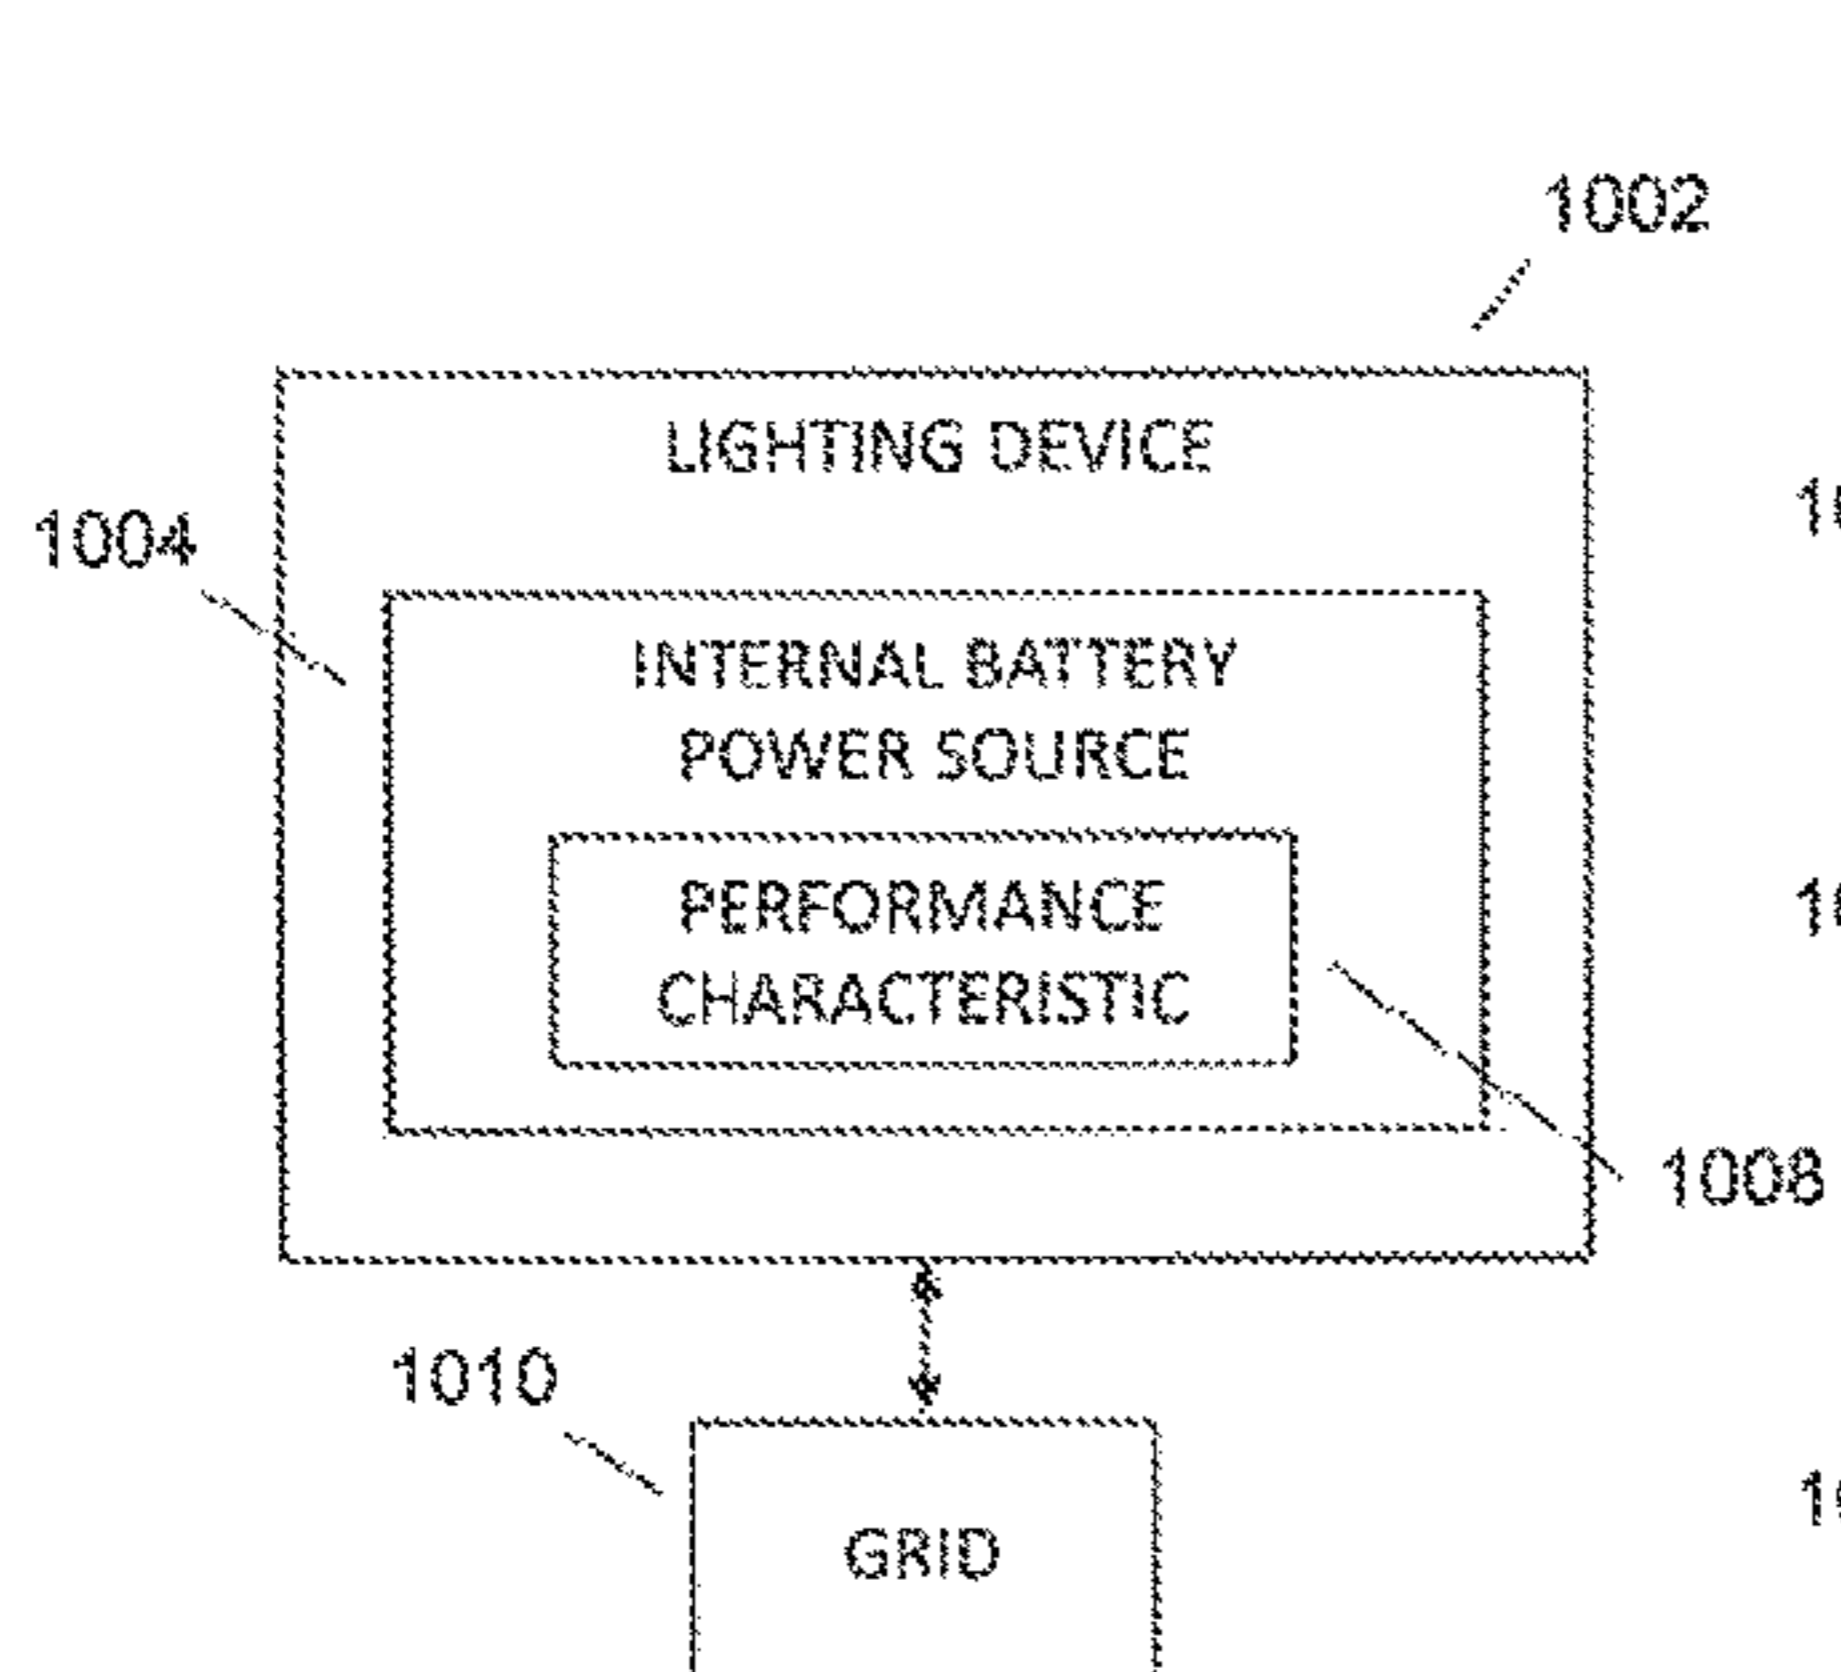 1002
LIGHTING DEVICE
1004
INTERNAL BATTERY
POWER SOURCE
PERFORMANCE
CHARACTERISTIC
1008
1010
GRID